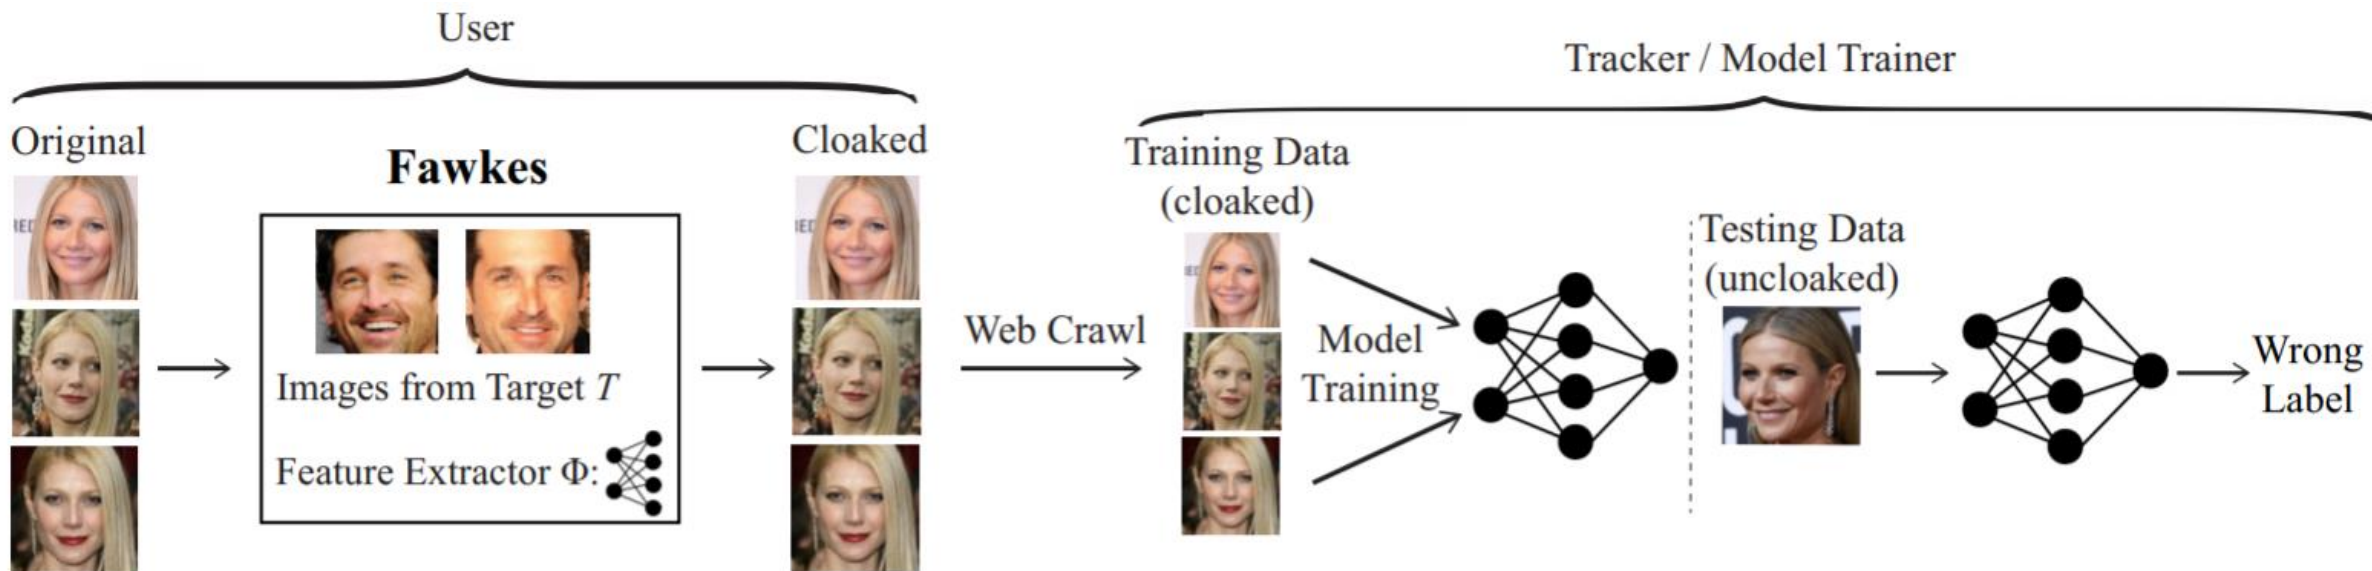 User
Tracker / Model Trainer
Original
Fawkes
Images from Target T
Feature Extractor Φ:
Cloaked
Web Crawl
Training Data
(cloaked)
Model
Training
Testing Data
(uncloaked)
Wrong
Label